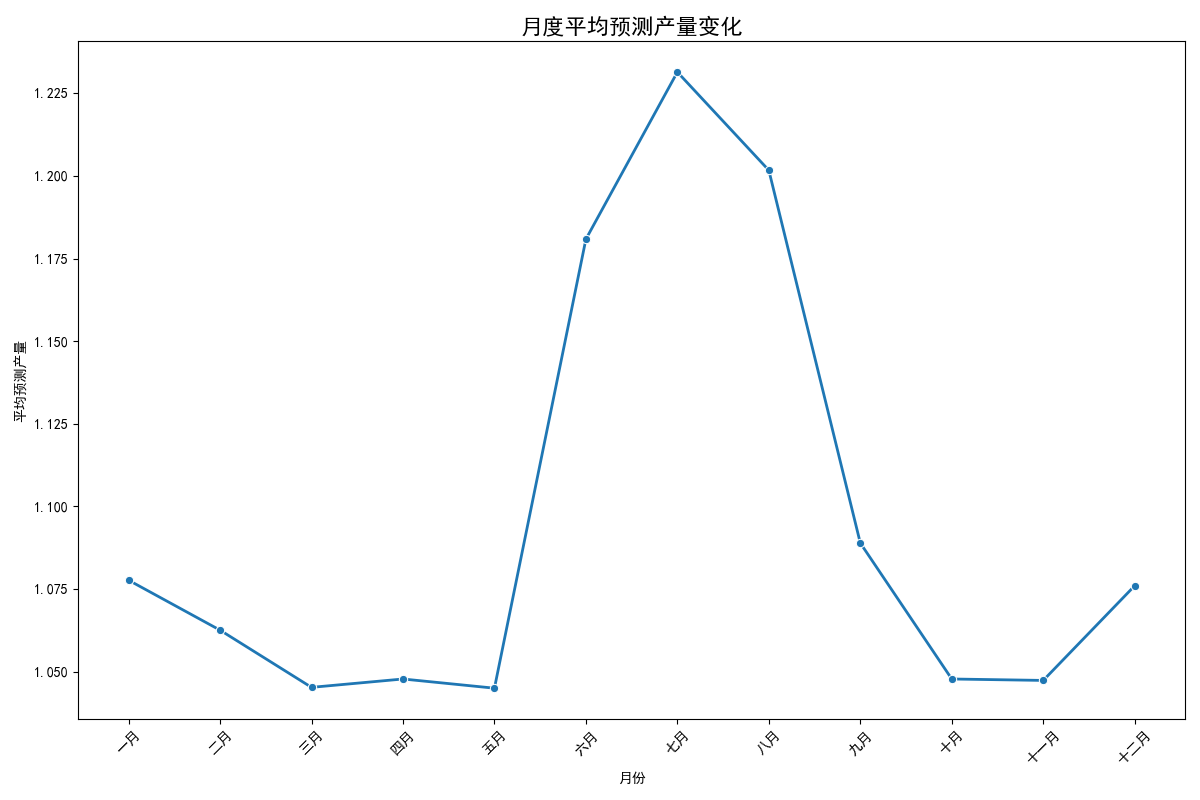 月度平均预测产量变化
平均预测产量
1.225
1.200
1.175
1.150
1.125
1.100
1.075
1.050
一月
二月
三月
四月
五月
六月
七月
八月
九月
十月
十一月
十二月
月份